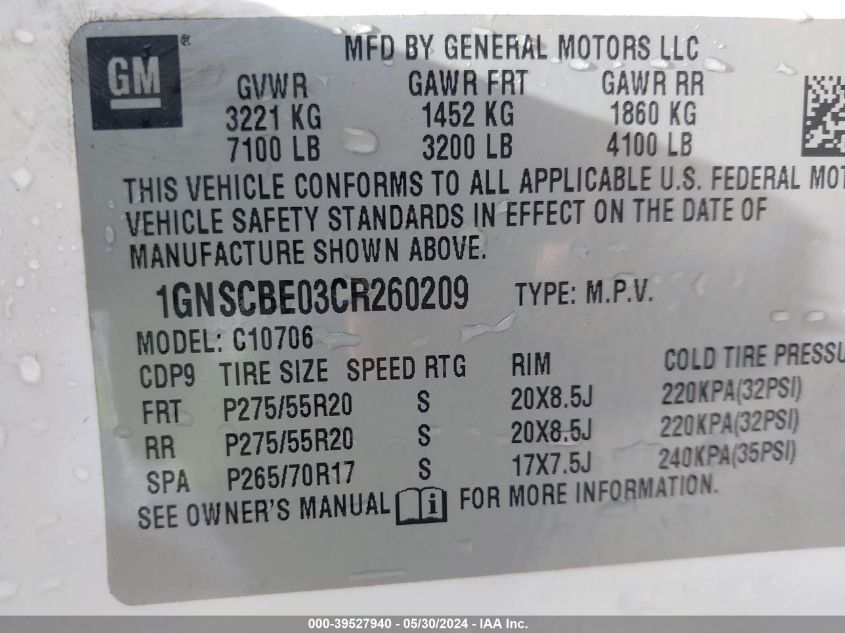 GM ®
MFD BY GENERAL MOTORS LLC
GVWR GAWR FRT GAWR RR
3221 KG 1452 KG 1860 KG
7100 LB 3200 LB 4100 LB
THIS VEHICLE CONFORMS TO ALL APPLICABLE U.S. FEDERAL MOT
VEHICLE SAFETY STANDARDS IN EFFECT ON THE DATE OF
MANUFACTURE SHOWN ABOVE.
1GNSCBE03CR260209 TYPE: M.P.V.
MODEL: C10706
CDP9 TIRE SIZE SPEED RTG RIM COLD TIRE PRESSU
FRT P275/55R20 S 20X8.5J 220KPA(32PSI)
RR P275/55R20 S 20X8.5J 220KPA(32PSI)
SPA P265/70R17 S 17X7.5J 240KPA(35PSI)
SEE OWNER'S MANUAL i FOR MORE INFORMATION.
000-39527940 - 05/30/2024 - IAA Inc.